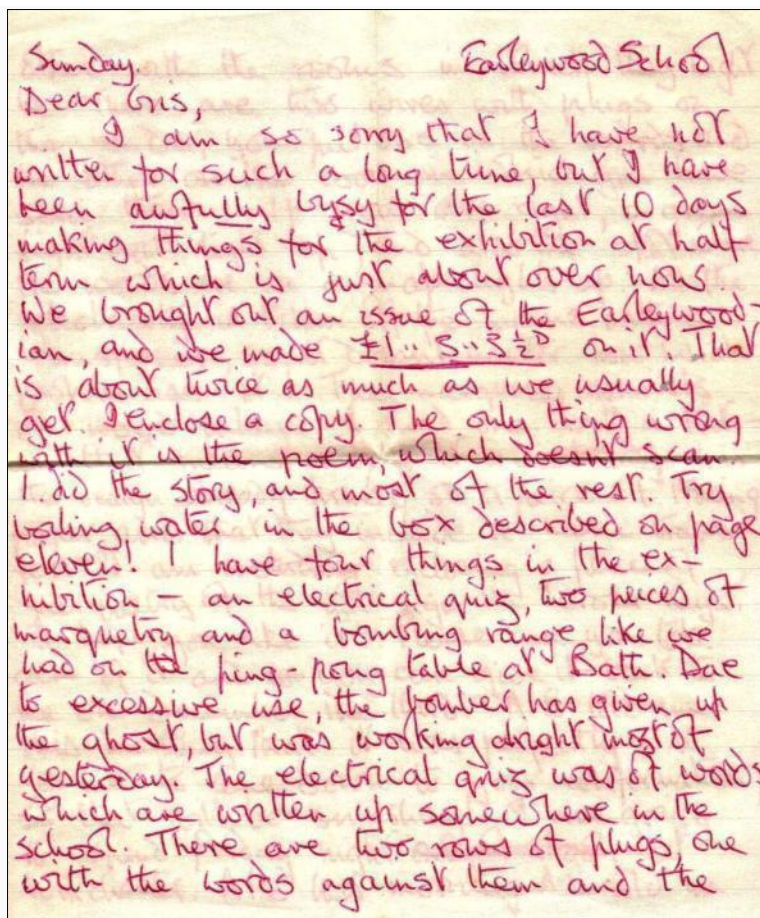 Sunday. Earleywood School
Dear Gris,
I am so sorry that I have not
written for such a long time, but I have
been awfully busy for the last 10 days
making things for the exhibition at half
term which is just about over now.
We brought out an issue of the Earleywood-
ian, and we made £1..3..3½D on it. That
is about twice as much as we usually
get. I enclose a copy. The only thing wrong
with it is the poem, which doesn't scan.
I did the story, and most of the rest. Try
boiling water in the box described on page
eleven! I have four things in the ex-
hibition - an electrical quiz, two peices of
marquetry and a bombing range like we
had on the ping-pong table at Bath. Due
to excessive use, the bomber has given up
the ghost, but was working alright most of
yesterday. The electrical quiz was of words
which are written up somewhere in the
school. There are two rows of plugs, one
with the words against them and the